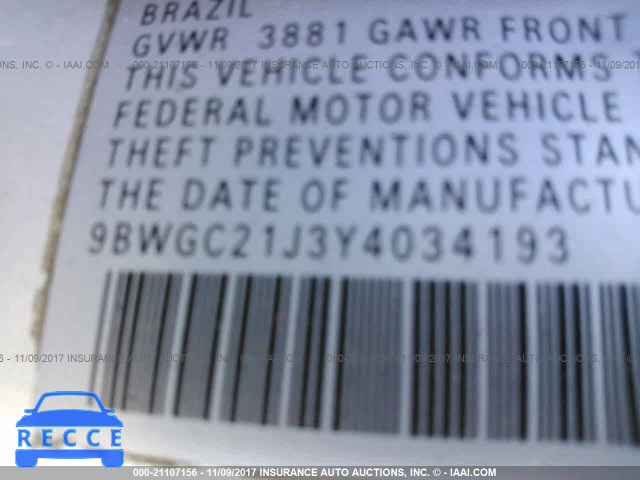 BRAZIL
GVWR 3881 GAWR FRONT
THIS VEHICLE CONFORMS
FEDERAL MOTOR VEHICLE
THEFT PREVENTIONS STAN
THE DATE OF MANUFACTU
9BWGC21J3Y4034193
000-21107156 - 11/09/2017 INSURANCE AUTO AUCTIONS, INC. - © IAAI.COM
RECCE